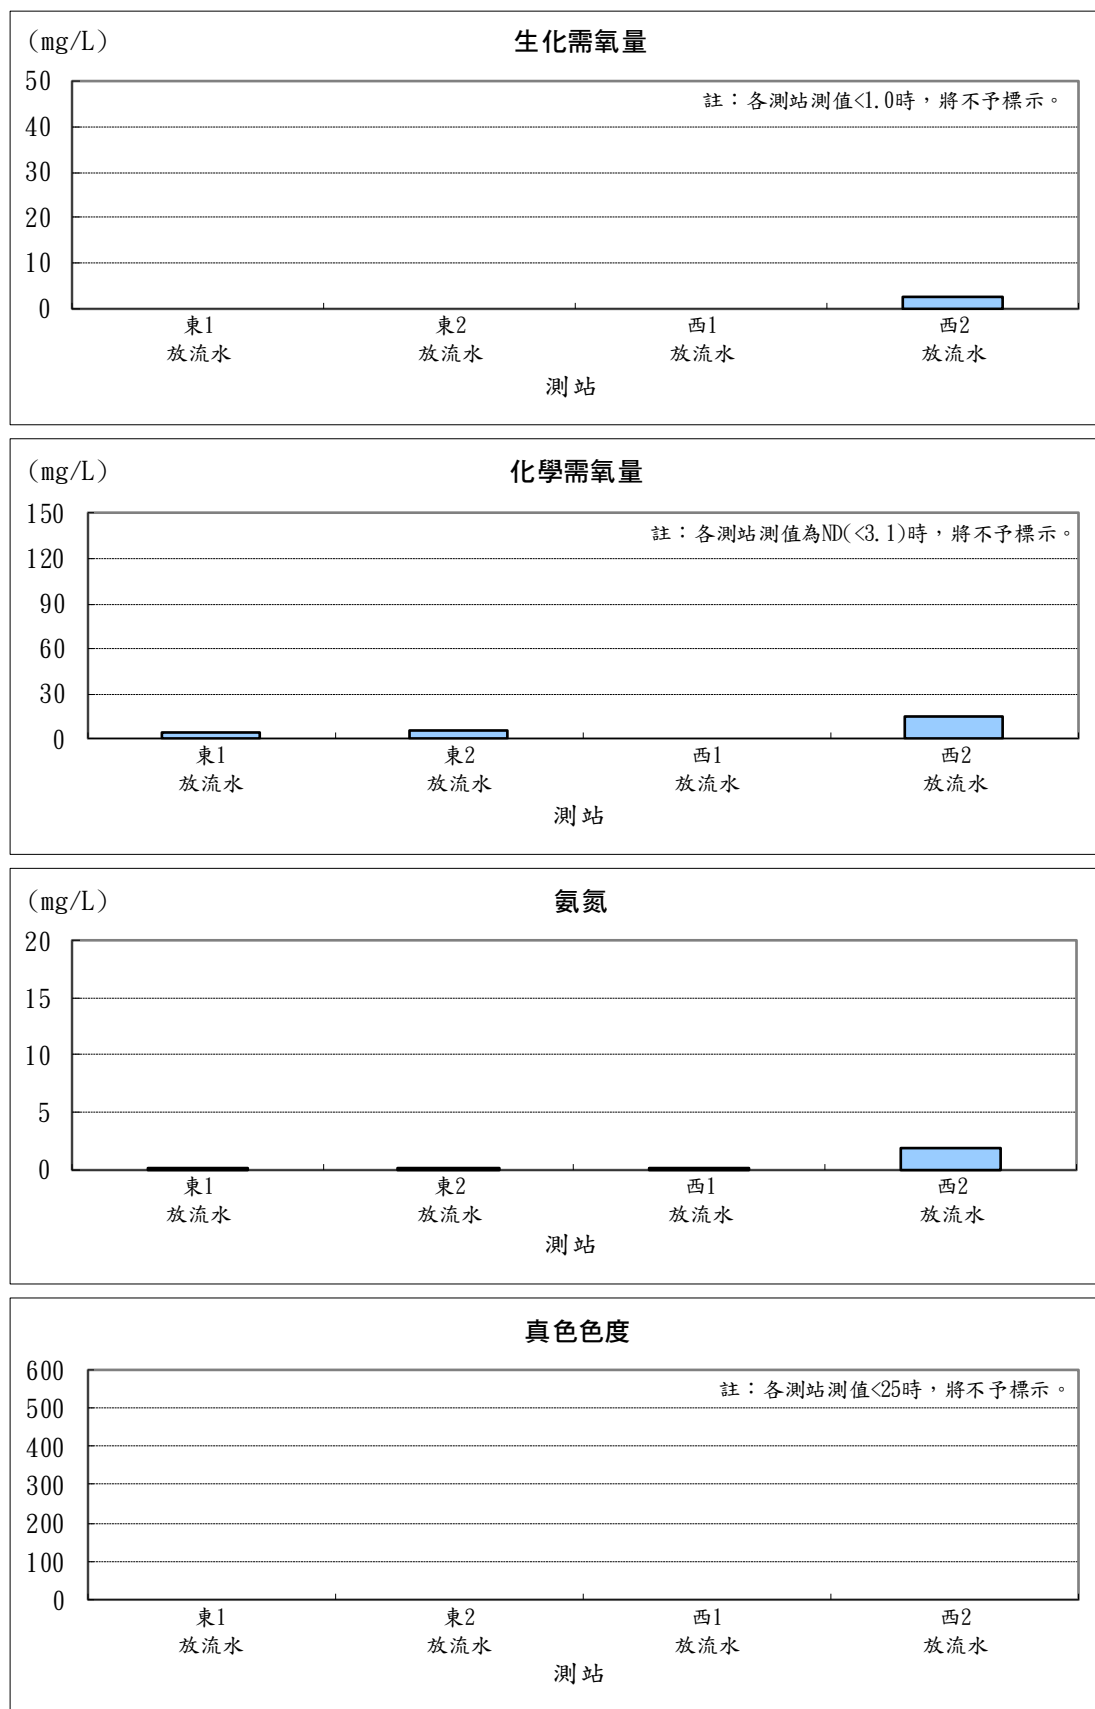 (mg/L)
生化需氧量
註：各測站測值<1.0時，將不予標示。
50
40
30
20
10
0
東1 東2 西1 西2
放流水 放流水 放流水 放流水
測站
(mg/L)
化學需氧量
註：各測站測值為ND(<3.1)時，將不予標示。
150
120
90
60
30
0
東1 東2 西1 西2
放流水 放流水 放流水 放流水
測站
(mg/L)
氨氮
20
15
10
5
0
東1 東2 西1 西2
放流水 放流水 放流水 放流水
測站
真色色度
註：各測站測值<25時，將不予標示。
600
500
400
300
200
100
0
東1 東2 西1 西2
放流水 放流水 放流水 放流水
測站